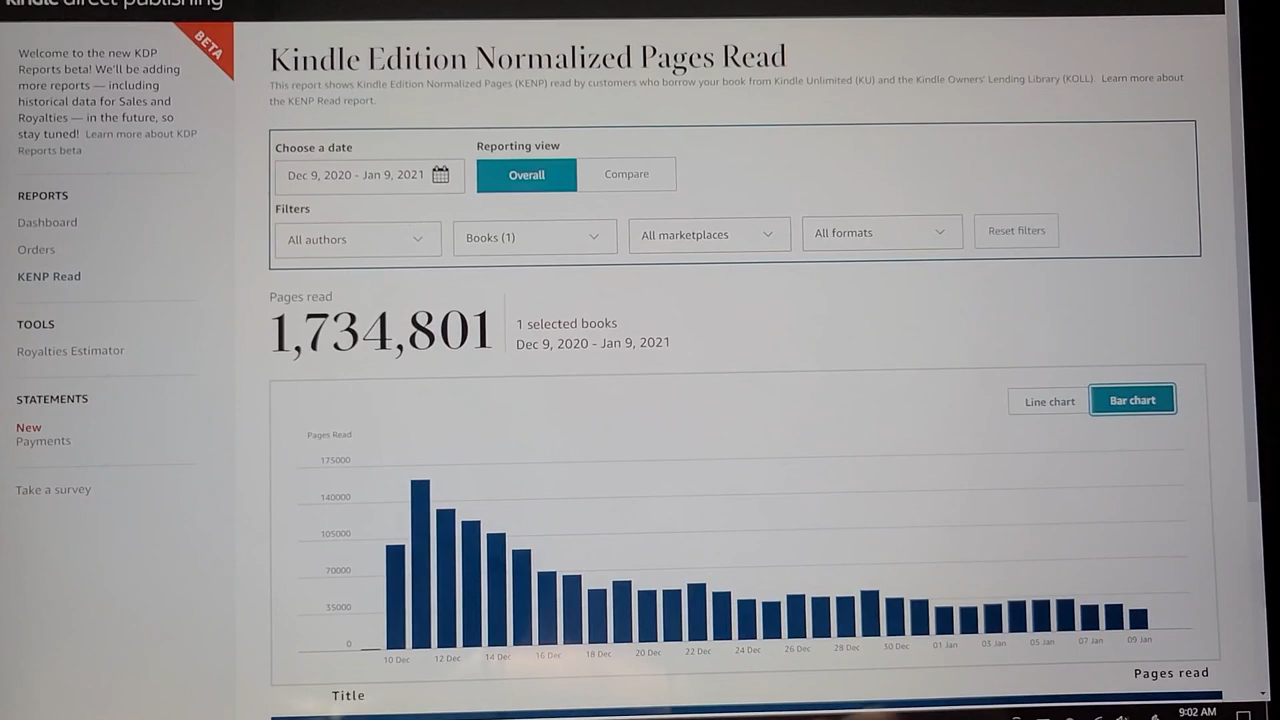 kindle direct publishing
BETA
Welcome to the new KDP
Reports beta! We'll be adding
more reports — including
historical data for Sales and
Royalties — in the future, so
stay tuned! Learn more about KDP
Reports beta
REPORTS
Dashboard
Orders
KENP Read
TOOLS
Royalties Estimator
STATEMENTS
New
Payments
Take a survey
Kindle Edition Normalized Pages Read
This report shows Kindle Edition Normalized Pages (KENP) read by customers who borrow your book from Kindle Unlimited (KU) and the Kindle Owners' Lending Library (KOLL). Learn more about
the KENP Read report.
Choose a date
Reporting view
Dec 9, 2020 - Jan 9, 2021
Overall
Compare
Filters
All authors
Books (1)
All marketplaces
All formats
Reset filters
Pages read
1,734,801
1 selected books
Dec 9, 2020 - Jan 9, 2021
Line chart
Bar chart
Pages Read
175000
140000
105000
70000
35000
0
10 Dec 12 Dec 14 Dec 16 Dec 18 Dec 20 Dec 22 Dec 24 Dec 26 Dec 28 Dec 30 Dec 01 Jan 03 Jan 05 Jan 07 Jan 09 Jan
Title
Pages read
9:02 AM